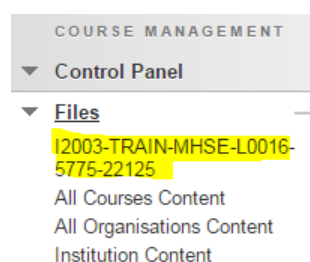 COURSE MANAGEMENT
Control Panel
Files
I2003-TRAIN-MHSE-L0016-
5775-22125
All Courses Content
All Organisations Content
Institution Content